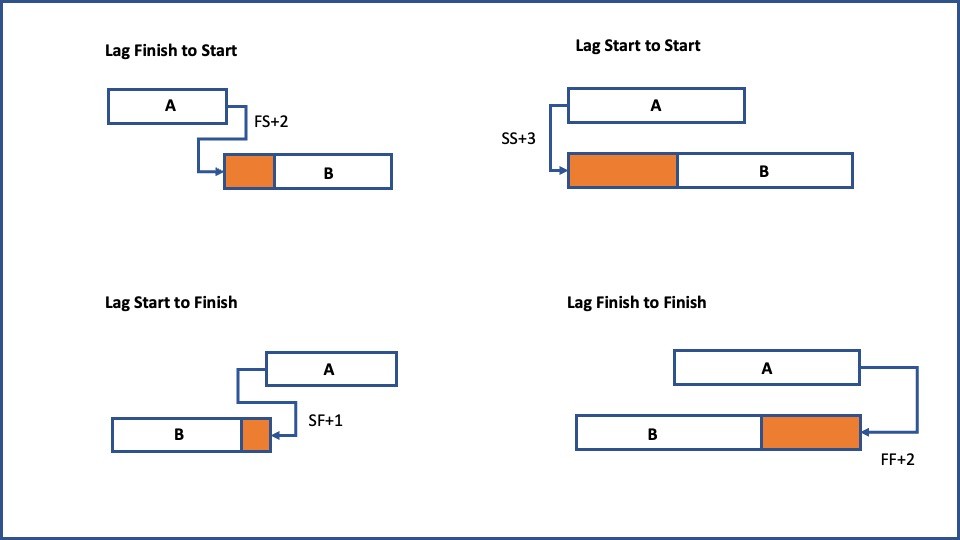 Lag Finish to Start
A
FS+2
B
Lag Start to Start
A
SS+3
B
Lag Start to Finish
A
SF+1
B
Lag Finish to Finish
A
B
FF+2